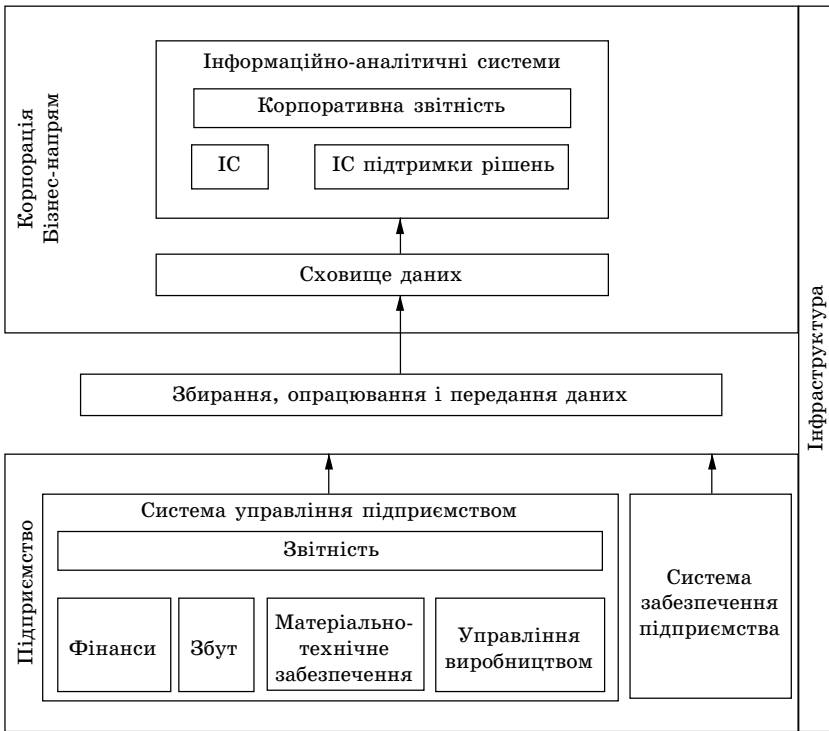 Корпорація
Бізнес-напрям
Інформаційно-аналітичні системи
Корпоративна звітність
ІС
ІС підтримки рішень
Сховище даних
Збирання, опрацювання і передання даних
Інфраструктура
Підприємство
Система управління підприємством
Звітність
Фінанси
Збут
Матеріально-
технічне
забезпечення
Управління
виробництвом
Система
забезпечення
підприємства